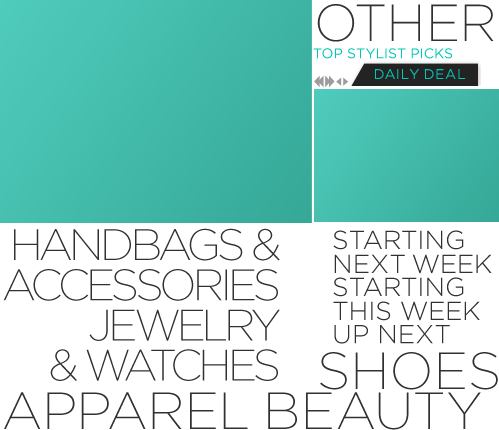 OTHER
TOP STYLIST PICKS
DAILY DEAL
HANDBAGS &
ACCESSORIES
JEWELRY
& WATCHES
STARTING
NEXT WEEK
STARTING
THIS WEEK
UP NEXT
SHOES
APPAREL BEAUTY